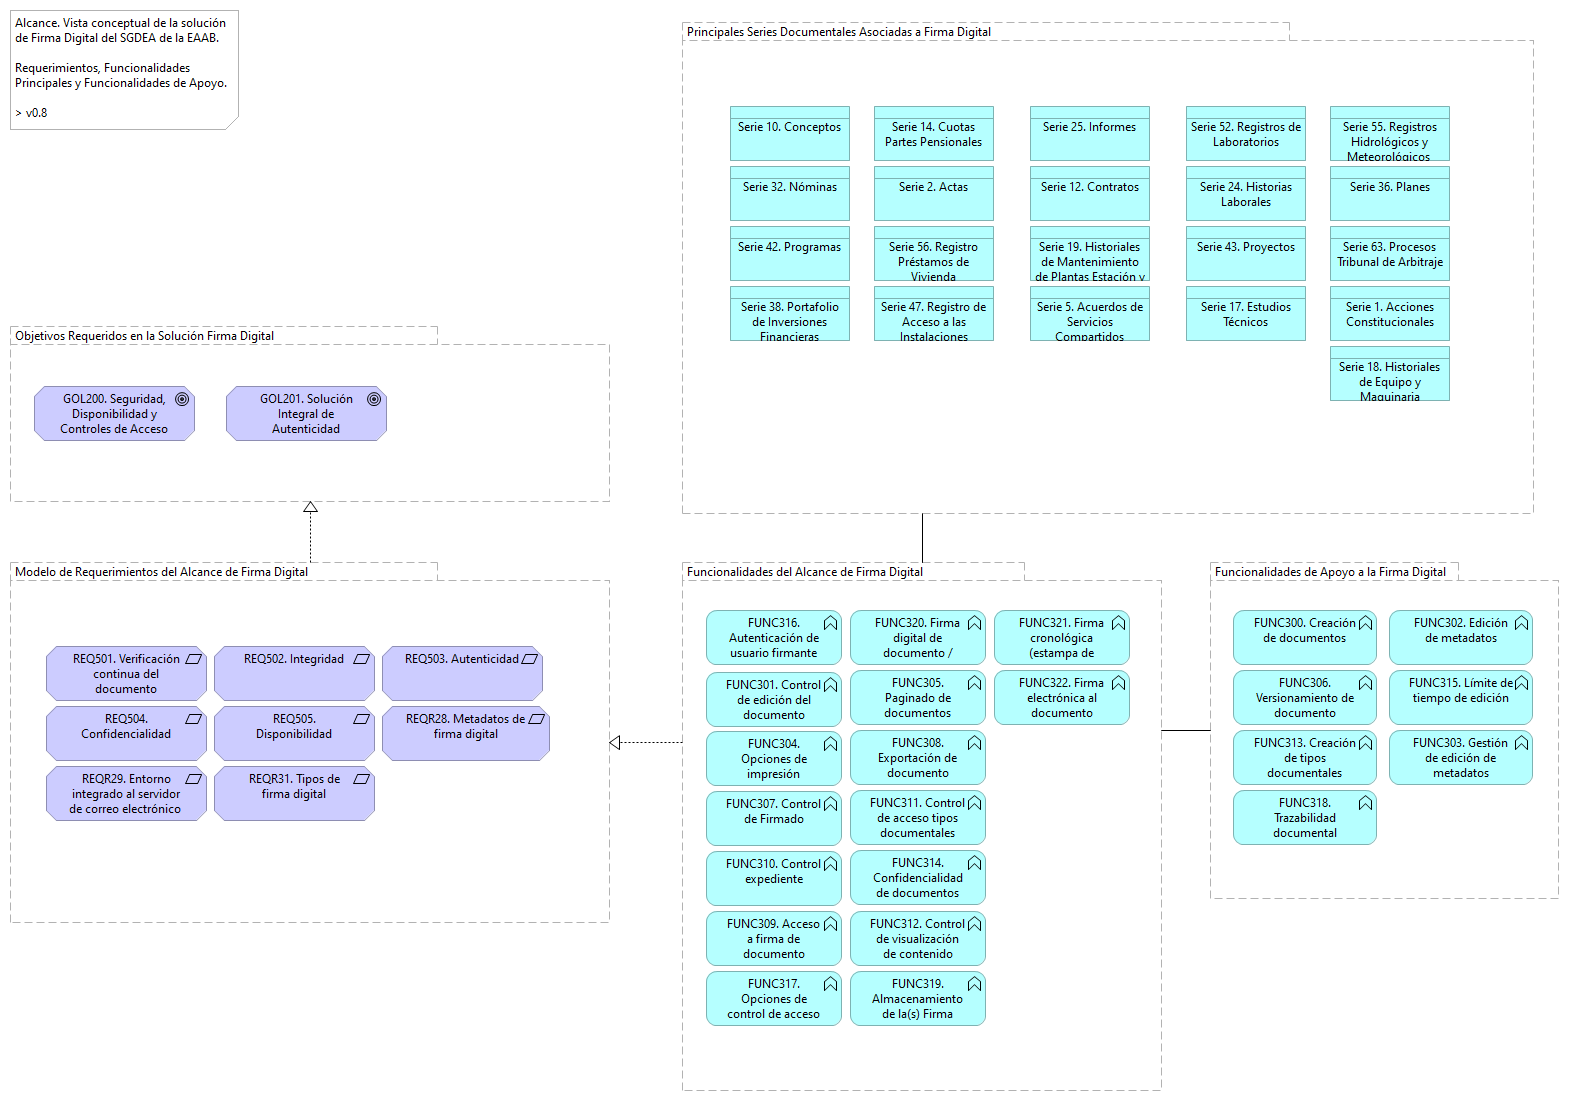 Alcance. Vista conceptual de la solución
de Firma Digital del SGDEA de la EAAB.
Requerimientos, Funcionalidades
Principales y Funcionalidades de Apoyo.
> v0.8
Principales Series Documentales Asociadas a Firma Digital
Serie 10. Conceptos
Serie 14. Cuotas
Partes Pensionales
Serie 25. Informes
Serie 52. Registros de
Laboratorios
Serie 55. Registros
Hidrológicos y
Meteorológicos
Serie 32. Nóminas
Serie 2. Actas
Serie 12. Contratos
Serie 24. Historias
Laborales
Serie 36. Planes
Serie 42. Programas
Serie 56. Registro
Préstamos de
Vivienda
Serie 19. Historiales
de Mantenimiento
de Plantas Estación y
Serie 43. Proyectos
Serie 63. Procesos
Tribunal de Arbitraje
Serie 38. Portafolio
de Inversiones
Financieras
Serie 47. Registro de
Acceso a las
Instalaciones
Serie 5. Acuerdos de
Servicios
Compartidos
Serie 17. Estudios
Técnicos
Serie 1. Acciones
Constitucionales
Serie 18. Historiales
de Equipo y
Maquinaria
Objetivos Requeridos en la Solución Firma Digital
GOL200. Seguridad,
Disponibilidad y
Controles de Acceso
GOL201. Solución
Integral de
Autenticidad
Modelo de Requerimientos del Alcance de Firma Digital
REQ501. Verificación
continua del
documento
REQ502. Integridad
REQ503. Autenticidad
REQ504.
Confidencialidad
REQ505.
Disponibilidad
REQR28. Metadatos de
firma digital
REQR29. Entorno
integrado al servidor
de correo electrónico
REQR31. Tipos de
firma digital
Funcionalidades del Alcance de Firma Digital
FUNC316.
Autenticación de
usuario firmante
FUNC320. Firma
digital de
documento /
FUNC321. Firma
cronológica
(estampa de
FUNC301. Control
de edición del
documento
FUNC305.
Paginado de
documentos
FUNC322. Firma
electrónica al
documento
FUNC304.
Opciones de
impresión
FUNC308.
Exportación de
documento
FUNC307. Control
de Firmado
FUNC311. Control
de acceso tipos
documentales
FUNC310. Control
expediente
FUNC314.
Confidencialidad
de documentos
FUNC309. Acceso
a firma de
documento
FUNC312. Control
de visualización
de contenido
FUNC317.
Opciones de
control de acceso
FUNC319.
Almacenamiento
de la(s) Firma
Funcionalidades de Apoyo a la Firma Digital
FUNC300. Creación
de documentos
FUNC302. Edición
de metadatos
FUNC306.
Versionamiento de
documento
FUNC315. Límite de
tiempo de edición
FUNC313. Creación
de tipos
documentales
FUNC303. Gestión
de edición de
metadatos
FUNC318.
Trazabilidad
documental